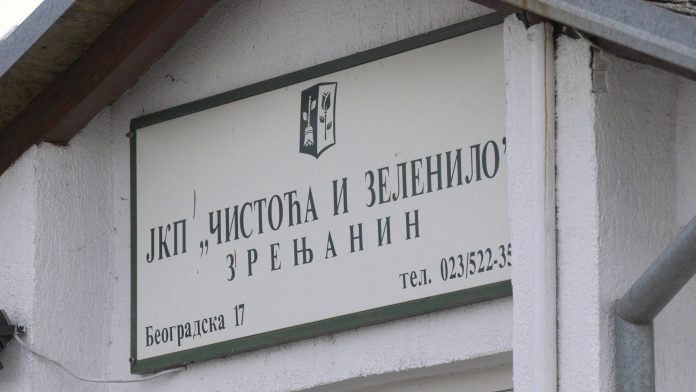 ЈКП „ЧИСТОЋА И ЗЕЛЕНИЛО”
ЗРЕЊАНИН
тел. 023/522-35
Београдска 17